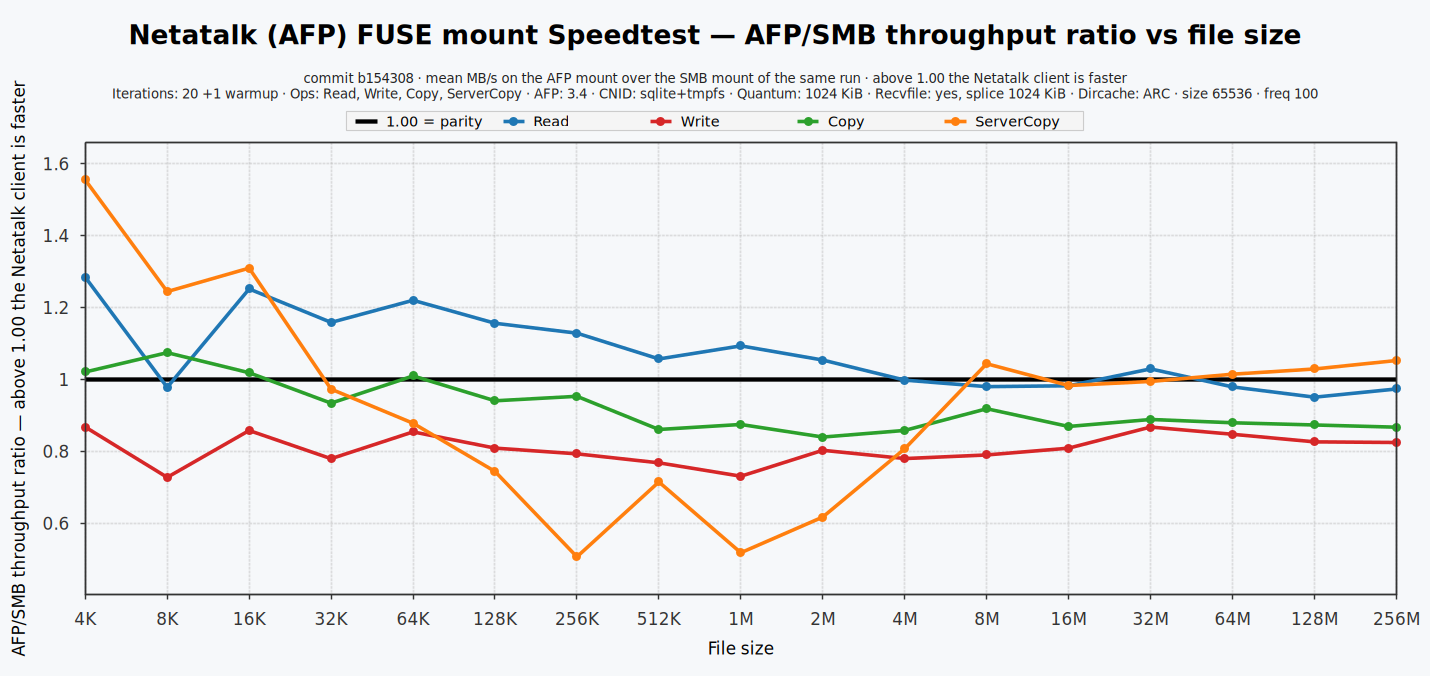 Netatalk (AFP) FUSE mount Speedtest — AFP/SMB throughput ratio vs file size
commit b154308 · mean MB/s on the AFP mount over the SMB mount of the same run · above 1.00 the Netatalk client is faster
Iterations: 20 +1 warmup · Ops: Read, Write, Copy, ServerCopy · AFP: 3.4 · CNID: sqlite+tmpfs · Quantum: 1024 KiB · Recvfile: yes, splice 1024 KiB · Dircache: ARC · size 65536 · freq 100
1.00 = parity Read Write Copy ServerCopy
AFP/SMB throughput ratio — above 1.00 the Netatalk client is faster
1.6
1.4
1.2
1
0.8
0.6
4K 8K 16K 32K 64K 128K 256K 512K 1M 2M 4M 8M 16M 32M 64M 128M 256M
File size